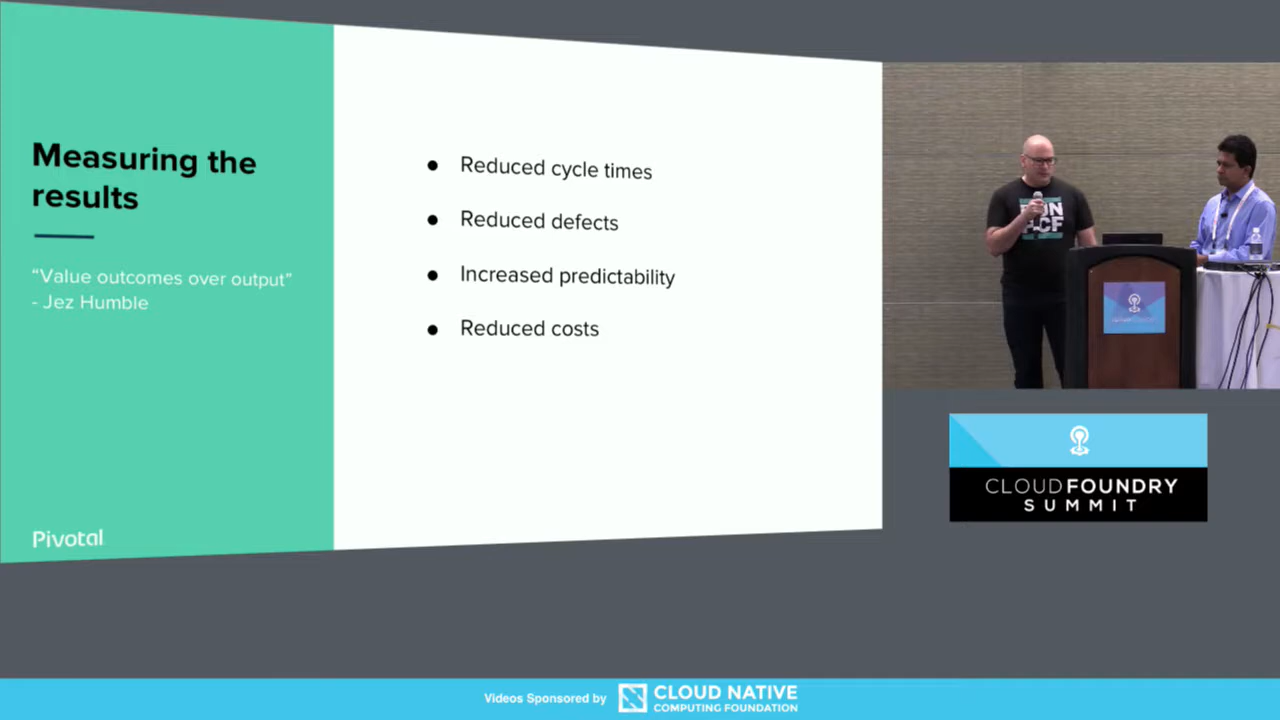 Measuring the
results
“Value outcomes over output”
- Jez Humble
Pivotal
● Reduced cycle times
● Reduced defects
● Increased predictability
● Reduced costs
CLOUDFOUNDRY
SUMMIT
Videos Sponsored by
CLOUD NATIVE
COMPUTING FOUNDATION